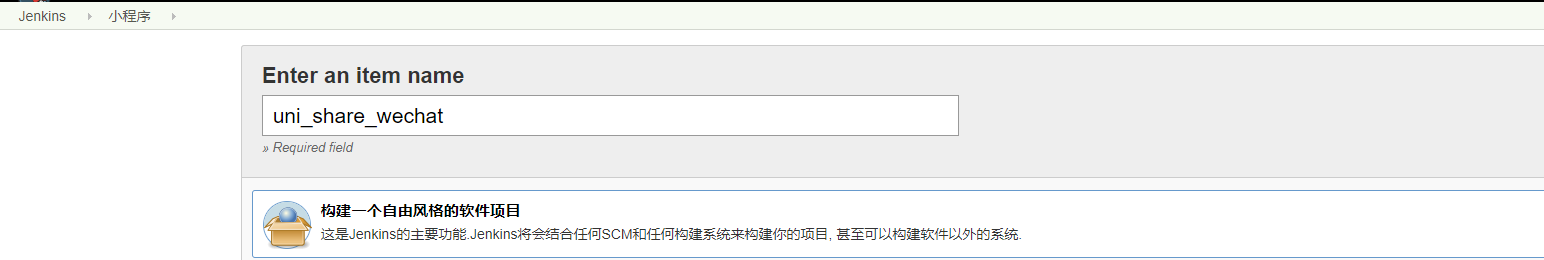 Jenkins 小程序
Enter an item name
uni_share_wechat
» Required field
构建一个自由风格的软件项目
这是Jenkins的主要功能.Jenkins将会结合任何SCM和任何构建系统来构建你的项目, 甚至可以构建软件以外的系统.